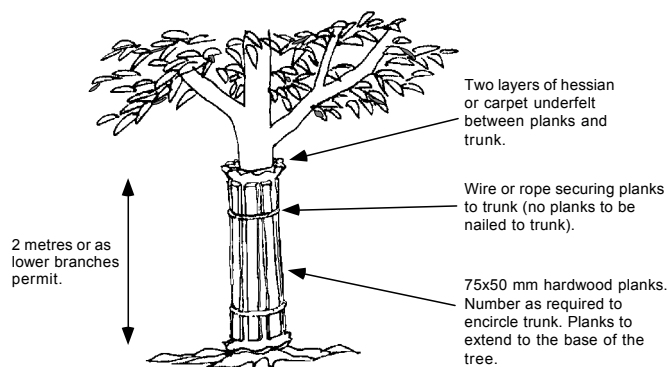 Two layers of hessian
or carpet underfelt
between planks and
trunk.
Wire or rope securing planks
to trunk (no planks to be
nailed to trunk).
2 metres or as
lower branches
permit.
75x50 mm hardwood planks.
Number as required to
encircle trunk. Planks to
extend to the base of the
tree.